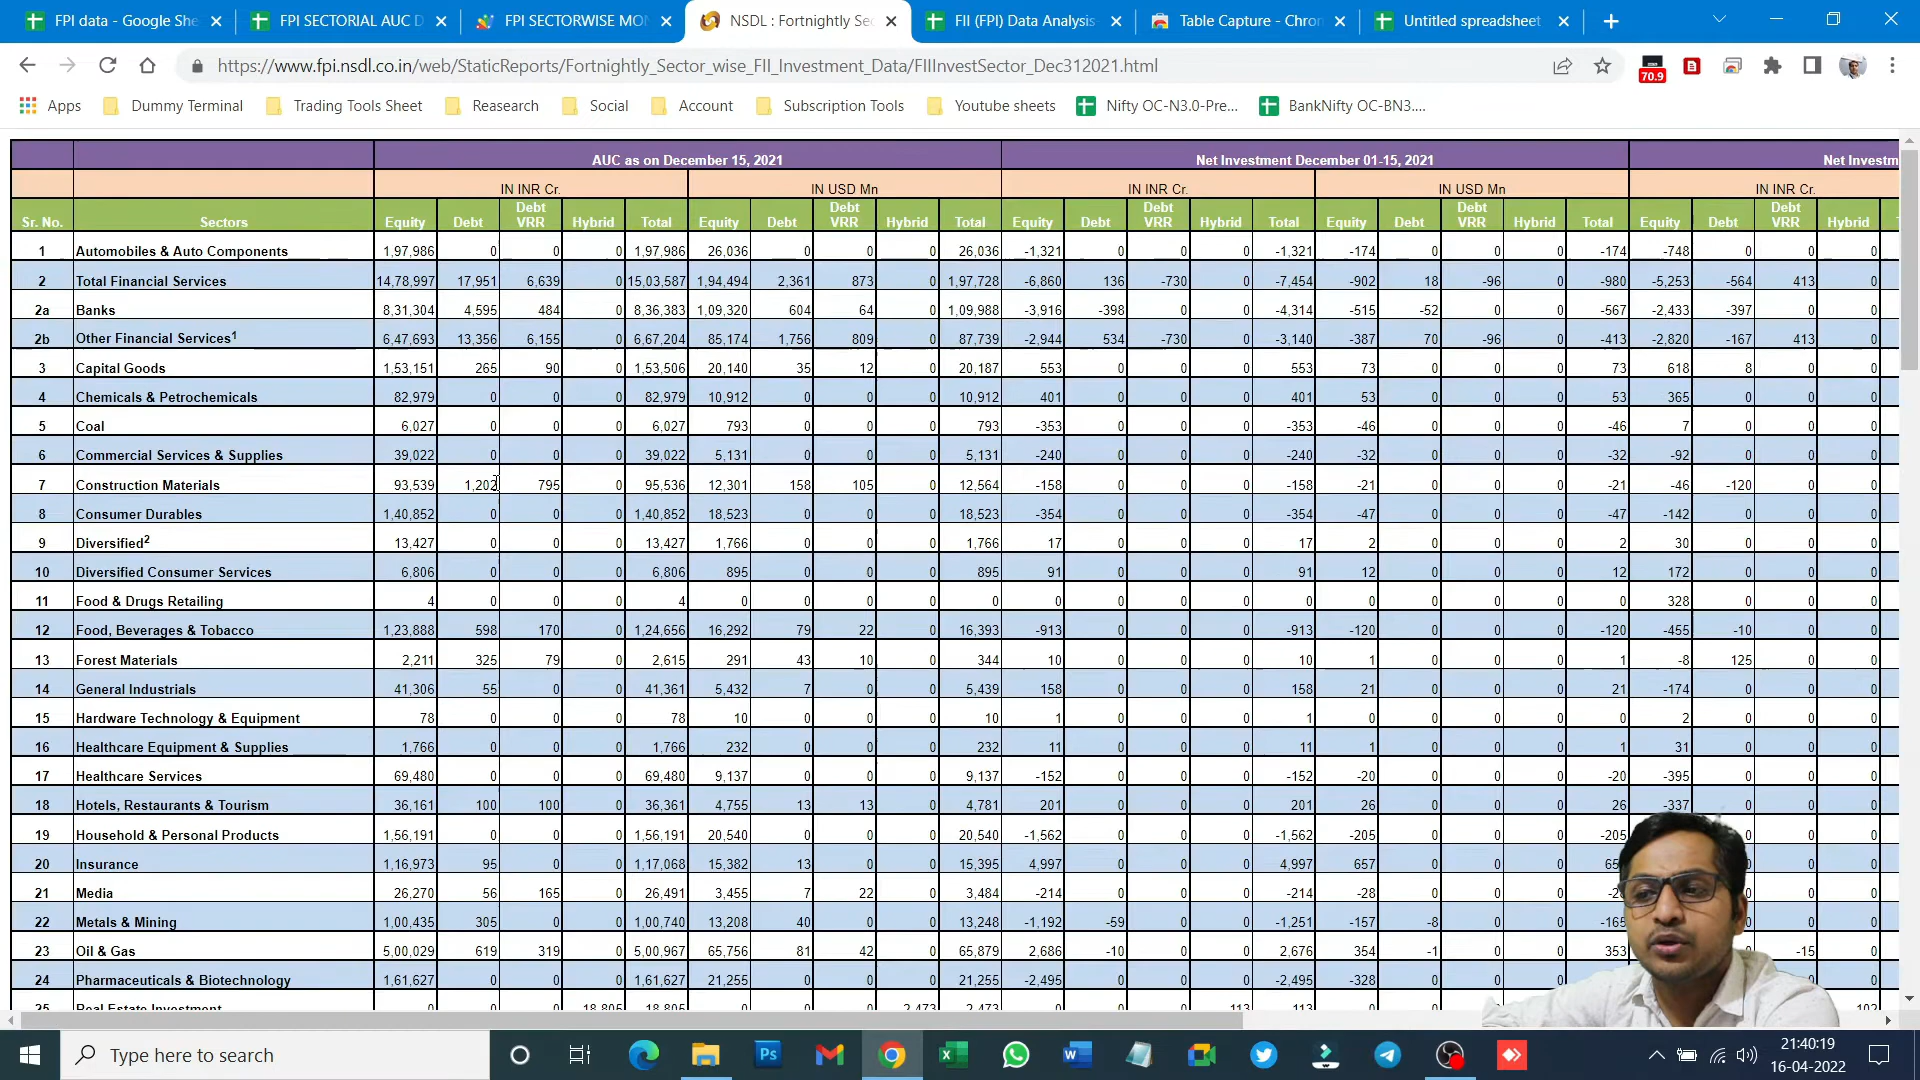 FPI data - Google She
FPI SECTORIAL AUC D
FPI SECTORWISE MON
NSDL : Fortnightly Sec
FII (FPI) Data Analysis-
Table Capture - Chron
Untitled spreadsheet
https://www.fpi.nsdl.co.in/web/StaticReports/Fortnightly_Sector_wise_FII_Investment_Data/FIIInvestSector_Dec312021.html
70.9
Apps
Dummy Terminal
Trading Tools Sheet
Reasearch
Social
Account
Subscription Tools
Youtube sheets
Nifty OC-N3.0-Pre...
BankNifty OC-BN3....
AUC as on December 15, 2021 Net Investment December 01-15, 2021 Net Investm
IN INR Cr. IN USD Mn IN INR Cr. IN USD Mn IN INR Cr.
Sr. No. Sectors Equity Debt Debt VRR Hybrid Total Equity Debt Debt VRR Hybrid Total Equity Debt Debt VRR Hybrid Total Equity Debt Debt VRR Hybrid Total Equity Debt Debt VRR Hybrid
1 Automobiles & Auto Components 1,97,986 0 0 0 1,97,986 26,036 0 0 0 26,036 -1,321 0 0 0 -1,321 -174 0 0 0 -174 -748 0 0 0
2 Total Financial Services 14,78,997 17,951 6,639 0 15,03,587 1,94,494 2,361 873 0 1,97,728 -6,860 136 -730 0 -7,454 -902 18 -96 0 -980 -5,253 -564 413 0
2a Banks 8,31,304 4,595 484 0 8,36,383 1,09,320 604 64 0 1,09,988 -3,916 -398 0 0 -4,314 -515 -52 0 0 -567 -2,433 -397 0 0
2b Other Financial Services1 6,47,693 13,356 6,155 0 6,67,204 85,174 1,756 809 0 87,739 -2,944 534 -730 0 -3,140 -387 70 -96 0 -413 -2,820 -167 413 0
3 Capital Goods 1,53,151 265 90 0 1,53,506 20,140 35 12 0 20,187 553 0 0 0 553 73 0 0 0 73 618 8 0 0
4 Chemicals & Petrochemicals 82,979 0 0 0 82,979 10,912 0 0 0 10,912 401 0 0 0 401 53 0 0 0 53 365 0 0 0
5 Coal 6,027 0 0 0 6,027 793 0 0 0 793 -353 0 0 0 -353 -46 0 0 0 -46 7 0 0 0
6 Commercial Services & Supplies 39,022 0 0 0 39,022 5,131 0 0 0 5,131 -240 0 0 0 -240 -32 0 0 0 -32 -92 0 0 0
7 Construction Materials 93,539 1,202 795 0 95,536 12,301 158 105 0 12,564 -158 0 0 0 -158 -21 0 0 0 -21 -46 -120 0 0
8 Consumer Durables 1,40,852 0 0 0 1,40,852 18,523 0 0 0 18,523 -354 0 0 0 -354 -47 0 0 0 -47 -142 0 0 0
9 Diversified2 13,427 0 0 0 13,427 1,766 0 0 0 1,766 17 0 0 0 17 2 0 0 0 2 30 0 0 0
10 Diversified Consumer Services 6,806 0 0 0 6,806 895 0 0 0 895 91 0 0 0 91 12 0 0 0 12 172 0 0 0
11 Food & Drugs Retailing 4 0 0 0 4 0 0 0 0 0 0 0 0 0 0 0 0 0 0 0 328 0 0 0
12 Food, Beverages & Tobacco 1,23,888 598 170 0 1,24,656 16,292 79 22 0 16,393 -913 0 0 0 -913 -120 0 0 0 -120 -455 -10 0 0
13 Forest Materials 2,211 325 79 0 2,615 291 43 10 0 344 10 0 0 0 10 1 0 0 0 1 -8 125 0 0
14 General Industrials 41,306 55 0 0 41,361 5,432 7 0 0 5,439 158 0 0 0 158 21 0 0 0 21 -174 0 0 0
15 Hardware Technology & Equipment 78 0 0 0 78 10 0 0 0 10 1 0 0 0 1 0 0 0 0 0 2 0 0 0
16 Healthcare Equipment & Supplies 1,766 0 0 0 1,766 232 0 0 0 232 11 0 0 0 11 1 0 0 0 1 31 0 0 0
17 Healthcare Services 69,480 0 0 0 69,480 9,137 0 0 0 9,137 -152 0 0 0 -152 -20 0 0 0 -20 -395 0 0 0
18 Hotels, Restaurants & Tourism 36,161 100 100 0 36,361 4,755 13 13 0 4,781 201 0 0 0 201 26 0 0 0 26 -337 0 0 0
19 Household & Personal Products 1,56,191 0 0 0 1,56,191 20,540 0 0 0 20,540 -1,562 0 0 0 -1,562 -205 0 0 0 -205 0 0 0
20 Insurance 1,16,973 95 0 0 1,17,068 15,382 13 0 0 15,395 4,997 0 0 0 4,997 657 0 0 0 0 0 0
21 Media 26,270 56 165 0 26,491 3,455 7 22 0 3,484 -214 0 0 0 -214 -28 0 0 0 0 0 0
22 Metals & Mining 1,00,435 305 0 0 1,00,740 13,208 40 0 0 13,248 -1,192 -59 0 0 -1,251 -157 -8 0 0 -165 0 0
23 Oil & Gas 5,00,029 619 319 0 5,00,967 65,756 81 42 0 65,879 2,686 -10 0 0 2,676 354 -1 0 0 353 -15 0
24 Pharmaceuticals & Biotechnology 1,61,627 0 0 0 1,61,627 21,255 0 0 0 21,255 -2,495 0 0 0 -2,495 -328 0 0 0 0 0
25 Real Estate Investment 0 0 0 18,805 18,805 0 0 0 2,473 2,473 0 0 0 113 113 0 0 0 102
Type here to search
21:40:19
16-04-2022